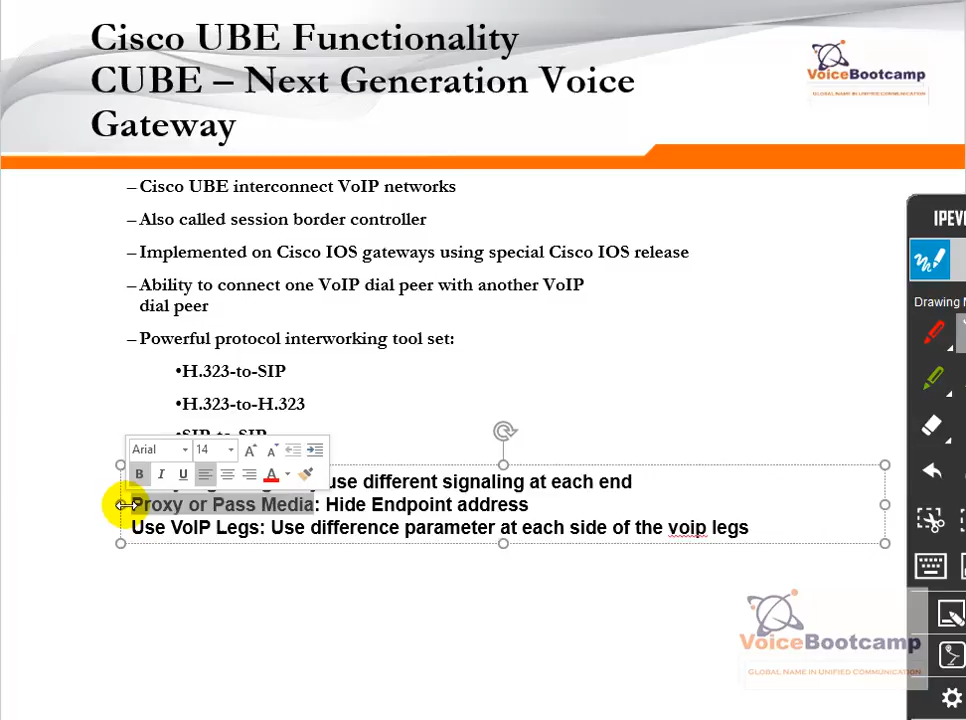 Cisco UBE Functionality
CUBE – Next Generation Voice
Gateway
VoiceBootcamp
GLOBAL NAME IN UNIFIED COMMUNICATION
– Cisco UBE interconnect VoIP networks
– Also called session border controller
– Implemented on Cisco IOS gateways using special Cisco IOS release
– Ability to connect one VoIP dial peer with another VoIP
dial peer
– Powerful protocol interworking tool set:
•H.323-to-SIP
•H.323-to-H.323
•SIP-to-SIP
Arial 14
B I U A
use different signaling at each end
Proxy or Pass Media: Hide Endpoint address
Use VoIP Legs: Use difference parameter at each side of the voip legs
IPEV
Drawing
VoiceBootcamp
GLOBAL NAME IN UNIFIED COMMUNICATION